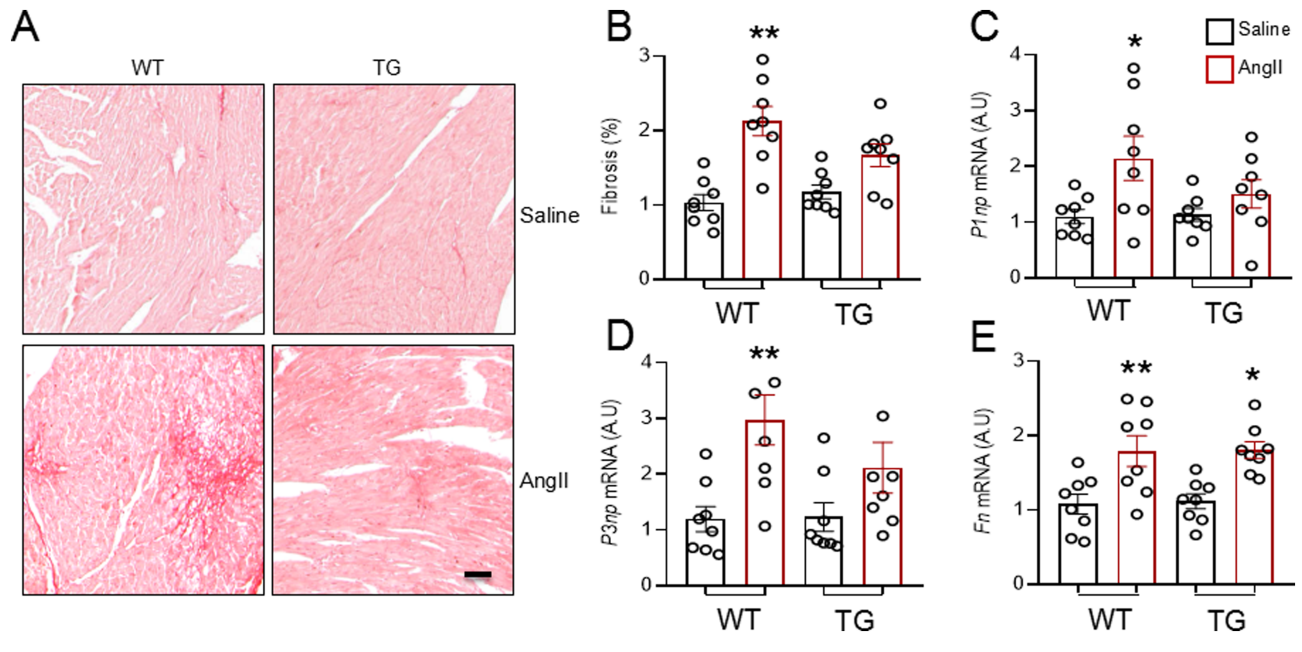 A
WT
TG
Saline
AngII
B
Fibrosis (%)
3
2
1
0
**
WT
TG
C
P1np mRNA (A.U)
4
3
2
1
0
*
WT
TG
Saline
AngII
D
P3np mRNA (A.U)
4
3
2
1
0
**
WT
TG
E
Fn mRNA (A.U)
3
2
1
0
**
*
WT
TG